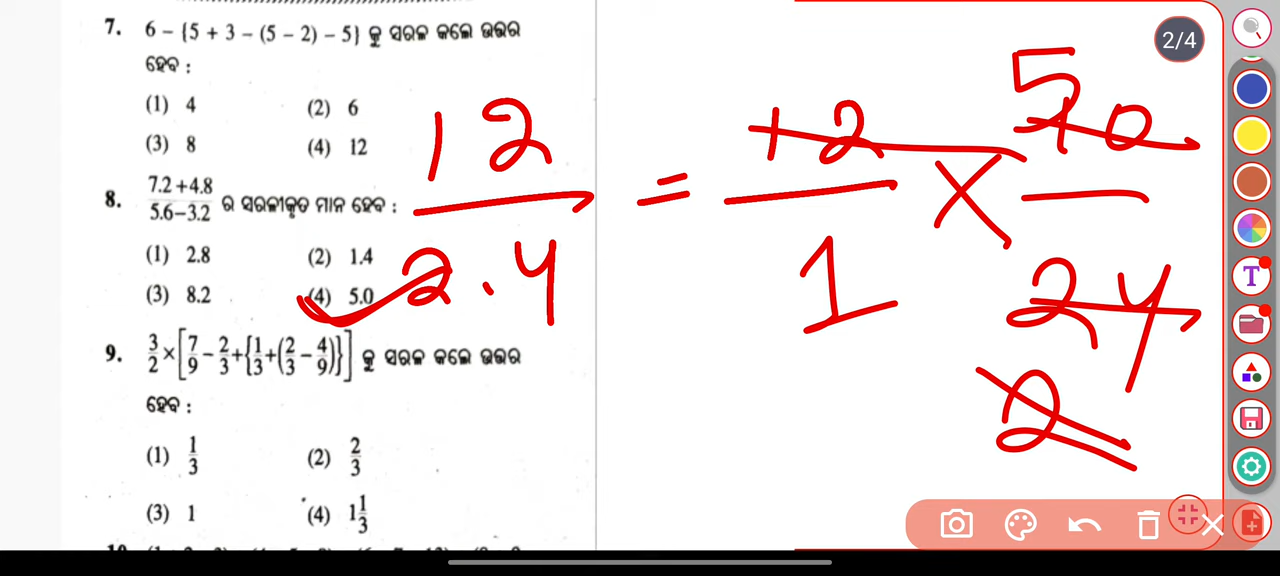 7. 6 – {5 + 3 – (5 – 2) – 5} କୁ ସରଳ କଲେ ଉତ୍ତର
ହେବ :
(1) 4 (2) 6
(3) 8 (4) 12
8. 7.2 + 4.8 / 5.6 – 3.2 ର ସରଳୀକୃତ ମାନ ହେବ :
(1) 2.8 (2) 1.4
(3) 8.2 (4) 5.0
9. 3/2 × [7/9 – 2/3 + {1/3 + (2/3 – 4/9)}] କୁ ସରଳ କଲେ ଉତ୍ତର
ହେବ :
(1) 1/3 (2) 2/3
(3) 1 (4) 1 1/3
12 / 2.4 = 12 / 1 × 10 / 24
5
2
2/4
T